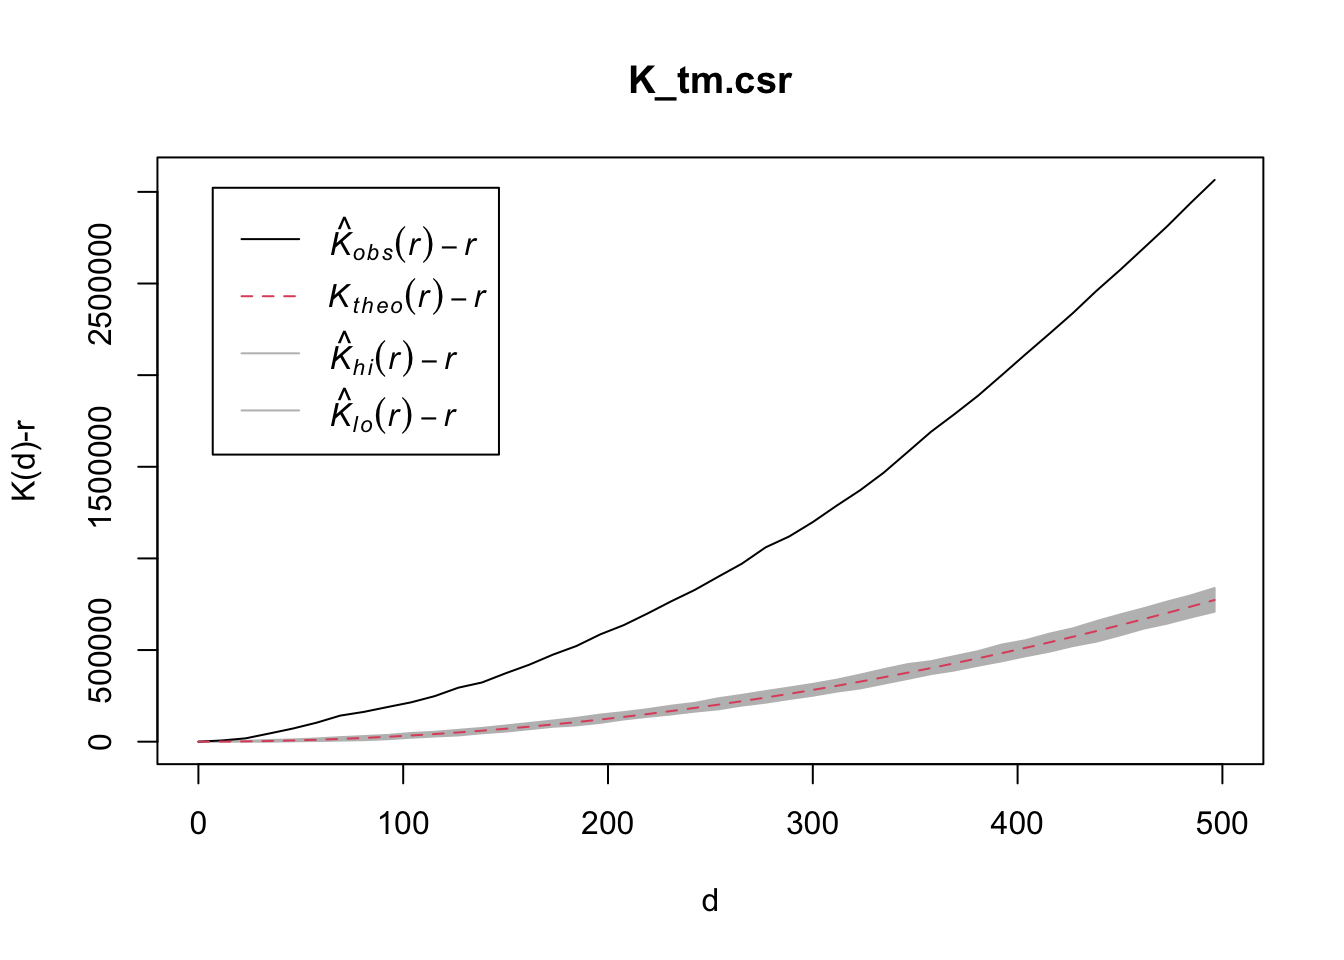 K_tm.csr
K̂obs(r) – r
Ktheo(r) – r
K̂hi(r) – r
K̂lo(r) – r
K(d)-r
0
500000
1500000
2500000
0
100
200
300
400
500
d